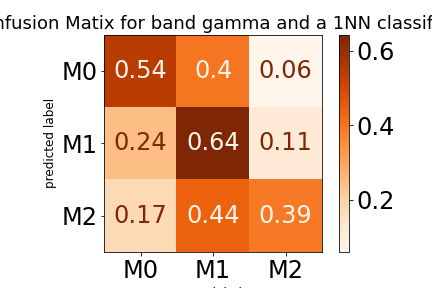 nfusion Matix for band gamma and a 1NN classif
0.6
M0 0.54 0.4 0.06
predicted label
0.4
M1 0.24 0.64 0.11
0.2
M2 0.17 0.44 0.39
M0 M1 M2